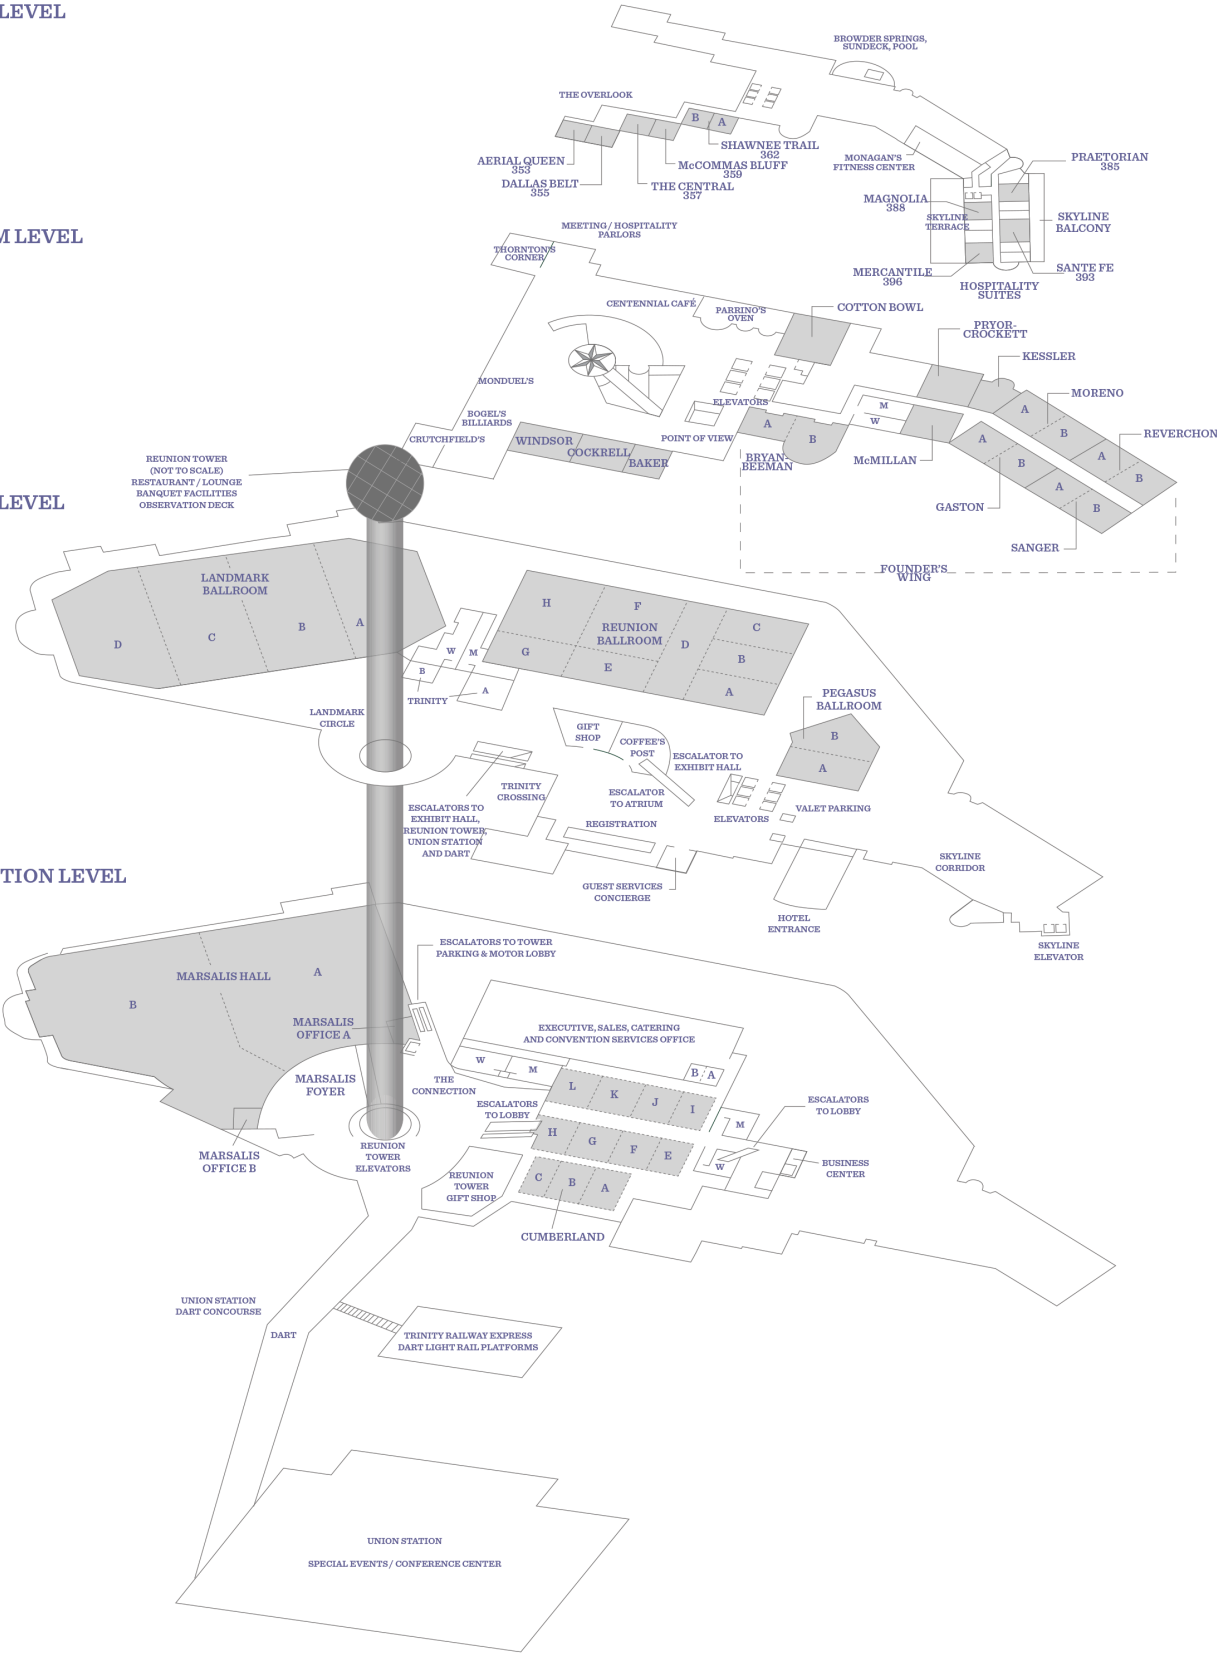 LEVEL
BROWDER SPRINGS,
SUNDECK, POOL
THE OVERLOOK
B
A
SHAWNEE TRAIL
362
AERIAL QUEEN
353
McCOMMAS BLUFF
359
DALLAS BELT
355
THE CENTRAL
357
MONAGAN'S
FITNESS CENTER
PRAETORIAN
385
MAGNOLIA
388
SKYLINE
TERRACE
SKYLINE
BALCONY
MERCANTILE
396
SANTE FE
393
HOSPITALITY
SUITES
M LEVEL
MEETING / HOSPITALITY
PARLORS
THORNTON'S
CORNER
CENTENNIAL CAFÉ
PARRINO'S
OVEN
COTTON BOWL
PRYOR-
CROCKETT
KESSLER
MORENO
A
B
REVERCHON
A
B
MONDUEL'S
ELEVATORS
M
W
BOGEL'S
BILLIARDS
CRUTCHFIELD'S
WINDSOR
COCKRELL
BAKER
POINT OF VIEW
A
B
BRYAN-
BEEMAN
McMILLAN
A
B
GASTON
A
B
SANGER
FOUNDER'S
WING
REUNION TOWER
(NOT TO SCALE)
RESTAURANT / LOUNGE
BANQUET FACILITIES
OBSERVATION DECK
LEVEL
LANDMARK
BALLROOM
D
C
B
A
W
M
B
TRINITY
A
H
F
REUNION
BALLROOM
G
E
D
C
B
A
PEGASUS
BALLROOM
B
A
LANDMARK
CIRCLE
GIFT
SHOP
COFFEE'S
POST
ESCALATOR TO
EXHIBIT HALL
TRINITY
CROSSING
ESCALATOR
TO ATRIUM
ESCALATORS TO
EXHIBIT HALL,
REUNION TOWER,
UNION STATION
AND DART
REGISTRATION
ELEVATORS
VALET PARKING
GUEST SERVICES
CONCIERGE
HOTEL
ENTRANCE
SKYLINE
CORRIDOR
SKYLINE
ELEVATOR
TION LEVEL
ESCALATORS TO TOWER
PARKING & MOTOR LOBBY
MARSALIS HALL
A
B
MARSALIS
OFFICE A
EXECUTIVE, SALES, CATERING
AND CONVENTION SERVICES OFFICE
W
M
B
A
MARSALIS
FOYER
THE
CONNECTION
L
K
J
I
ESCALATORS
TO LOBBY
ESCALATORS
TO LOBBY
M
H
G
F
E
W
BUSINESS
CENTER
MARSALIS
OFFICE B
REUNION
TOWER
ELEVATORS
REUNION
TOWER
GIFT SHOP
C
B
A
CUMBERLAND
UNION STATION
DART CONCOURSE
DART
TRINITY RAILWAY EXPRESS
DART LIGHT RAIL PLATFORMS
UNION STATION
SPECIAL EVENTS / CONFERENCE CENTER